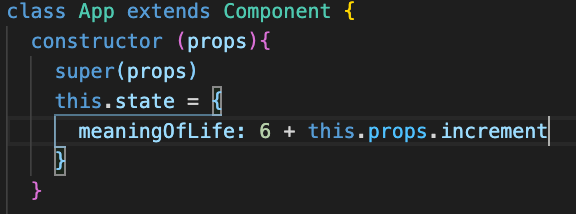 class App extends Component {
constructor (props){
super(props)
this.state = {
meaningOfLife: 6 + this.props.increment
}
}